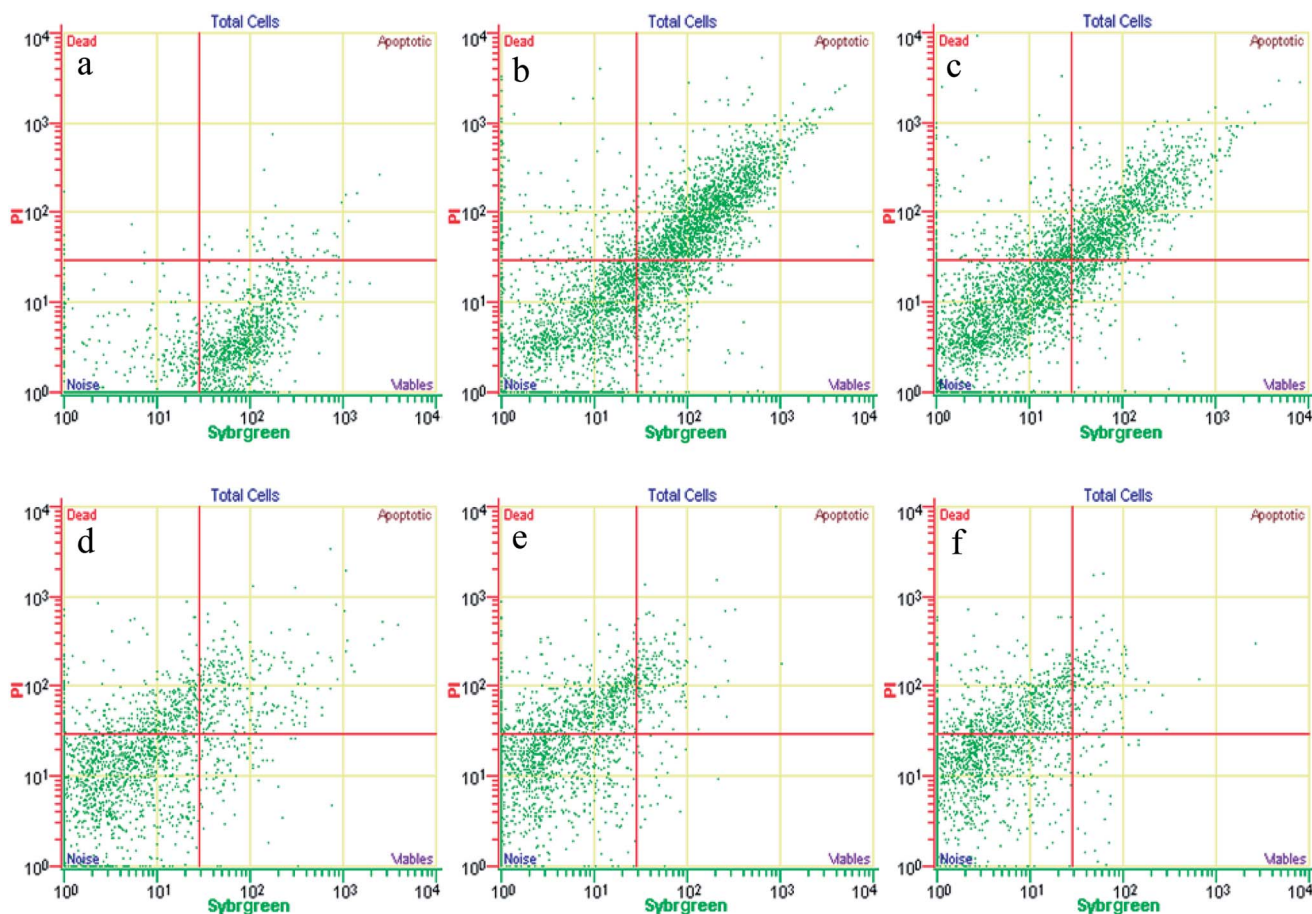 Total Cells
10⁴ Dead Apoptotic
a
10³
10²
PI
10¹
10⁰ Noise Viables
10⁰ 10¹ 10² 10³ 10⁴
Sybrgreen
Total Cells
10⁴ Dead Apoptotic
b
10³
10²
PI
10¹
10⁰ Noise Viables
10⁰ 10¹ 10² 10³ 10⁴
Sybrgreen
Total Cells
10⁴ Dead Apoptotic
c
10³
10²
PI
10¹
10⁰ Noise Viables
10⁰ 10¹ 10² 10³ 10⁴
Sybrgreen
Total Cells
10⁴ Dead Apoptotic
d
10³
10²
PI
10¹
10⁰ Noise Viables
10⁰ 10¹ 10² 10³ 10⁴
Sybrgreen
Total Cells
10⁴ Dead Apoptotic
e
10³
10²
PI
10¹
10⁰ Noise Viables
10⁰ 10¹ 10² 10³ 10⁴
Sybrgreen
Total Cells
10⁴ Dead Apoptotic
f
10³
10²
PI
10¹
10⁰ Noise Viables
10⁰ 10¹ 10² 10³ 10⁴
Sybrgreen